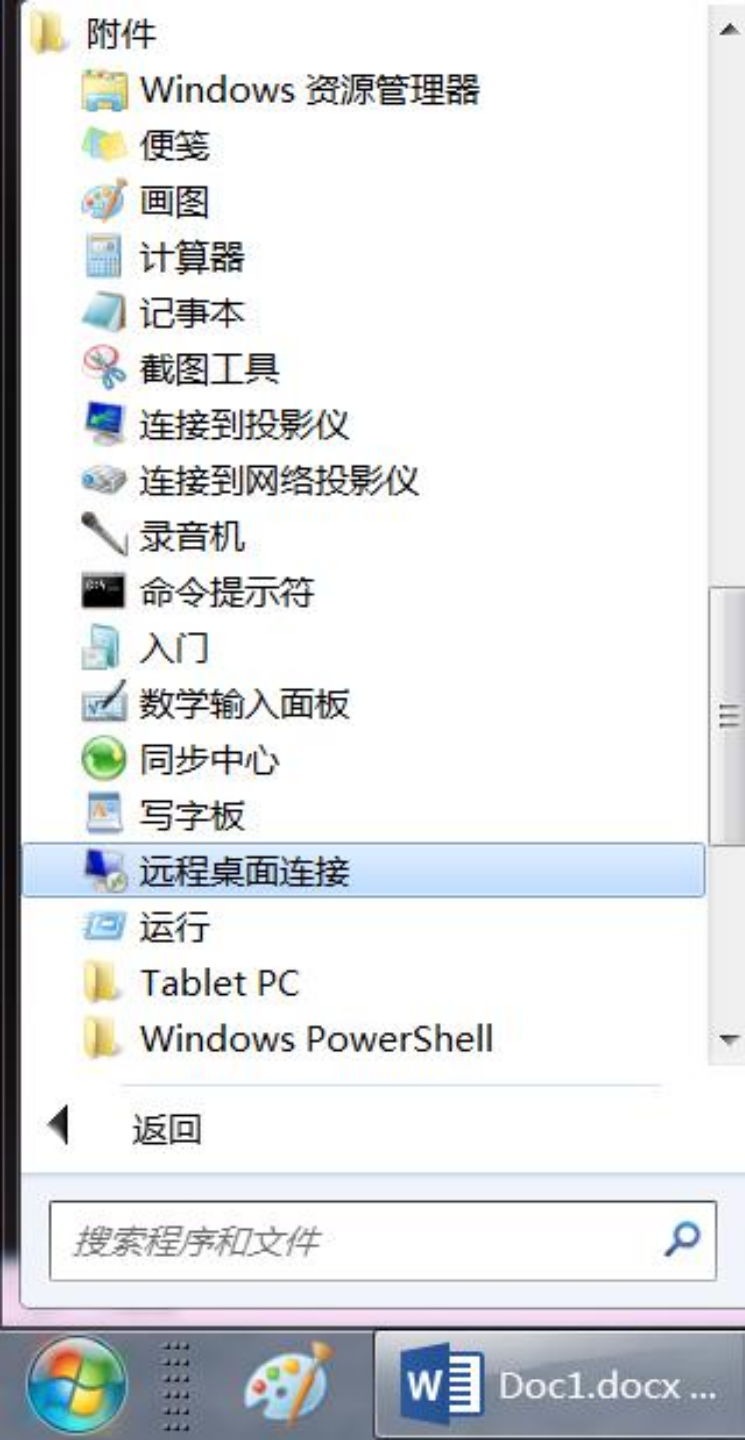 附件
Windows 资源管理器
便笺
画图
计算器
记事本
截图工具
连接到投影仪
连接到网络投影仪
录音机
命令提示符
入门
数学输入面板
同步中心
写字板
远程桌面连接
运行
Tablet PC
Windows PowerShell
返回
搜索程序和文件
Doc1.docx ...